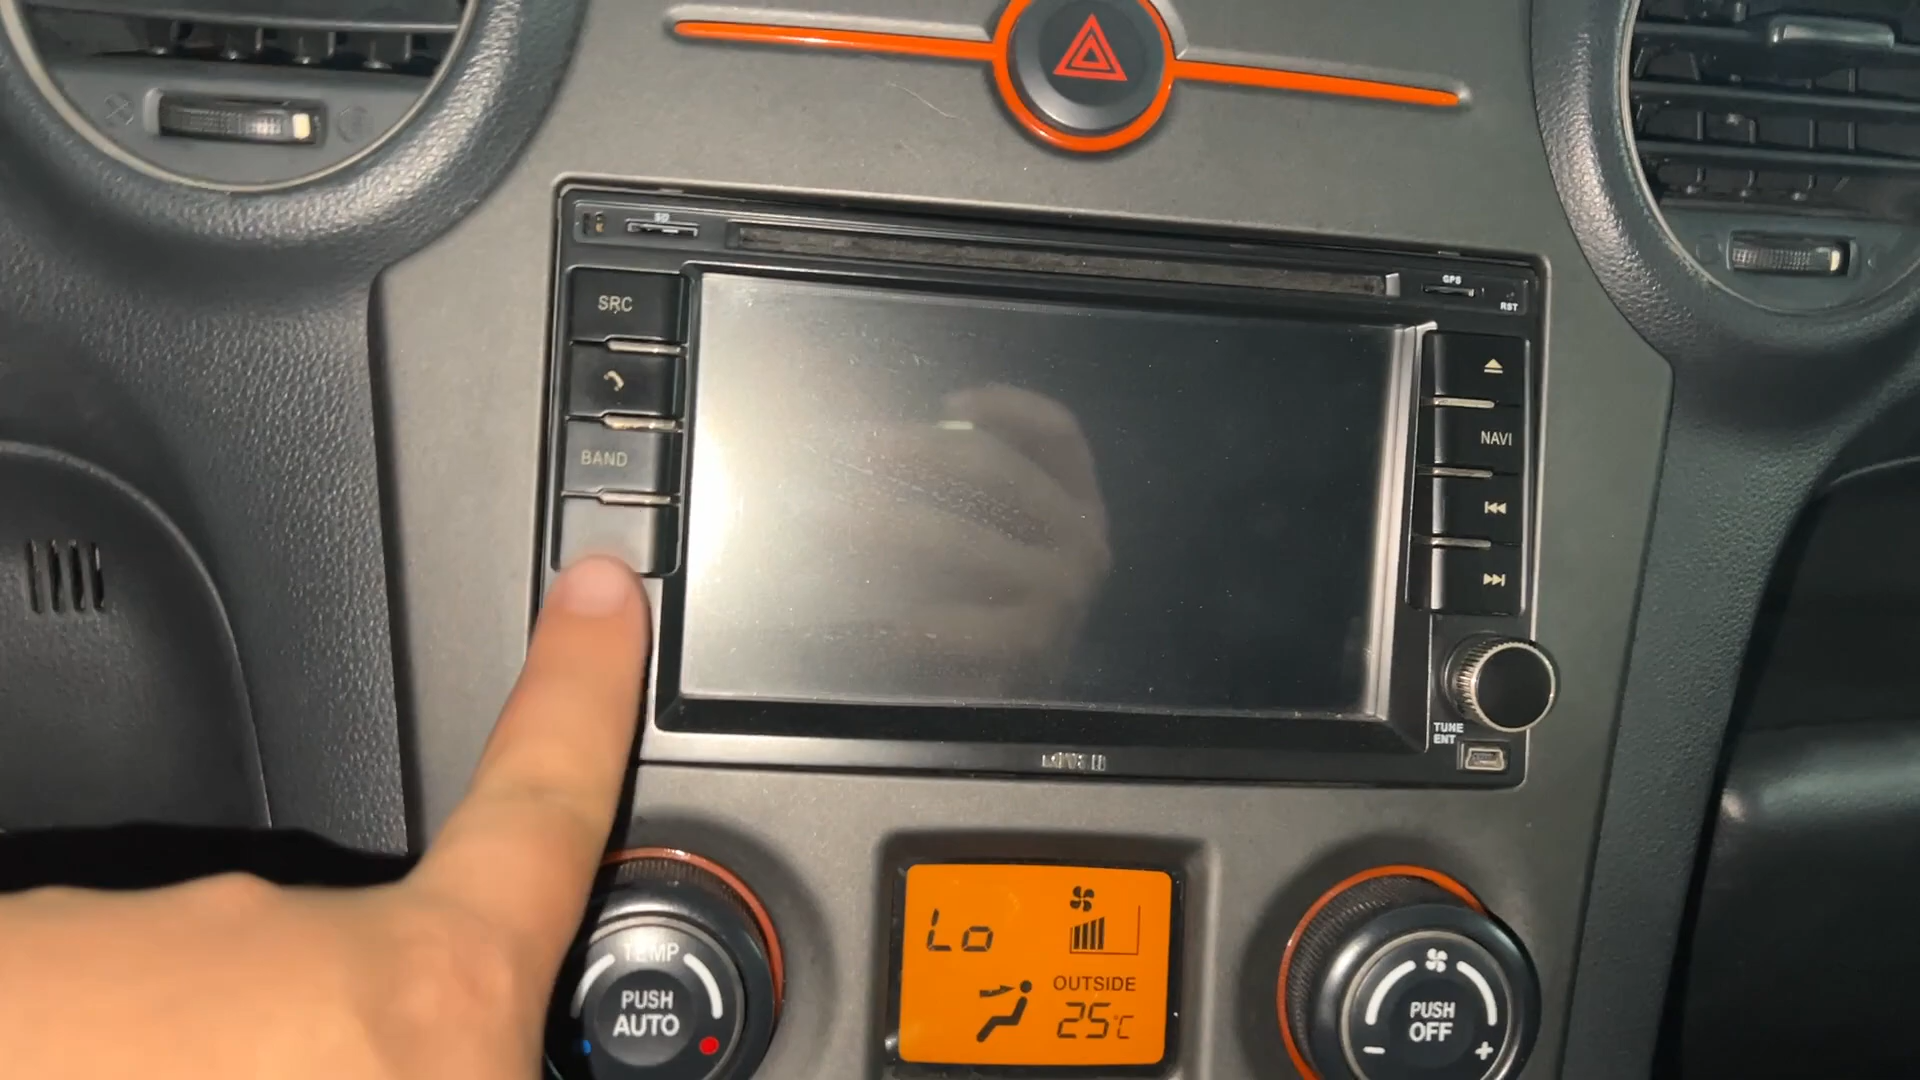 SD
GPS
RST
SRC
BAND
NAVI
TUNE
ENT
Lo
OUTSIDE
25°C
TEMP
PUSH
AUTO
PUSH
OFF
- +